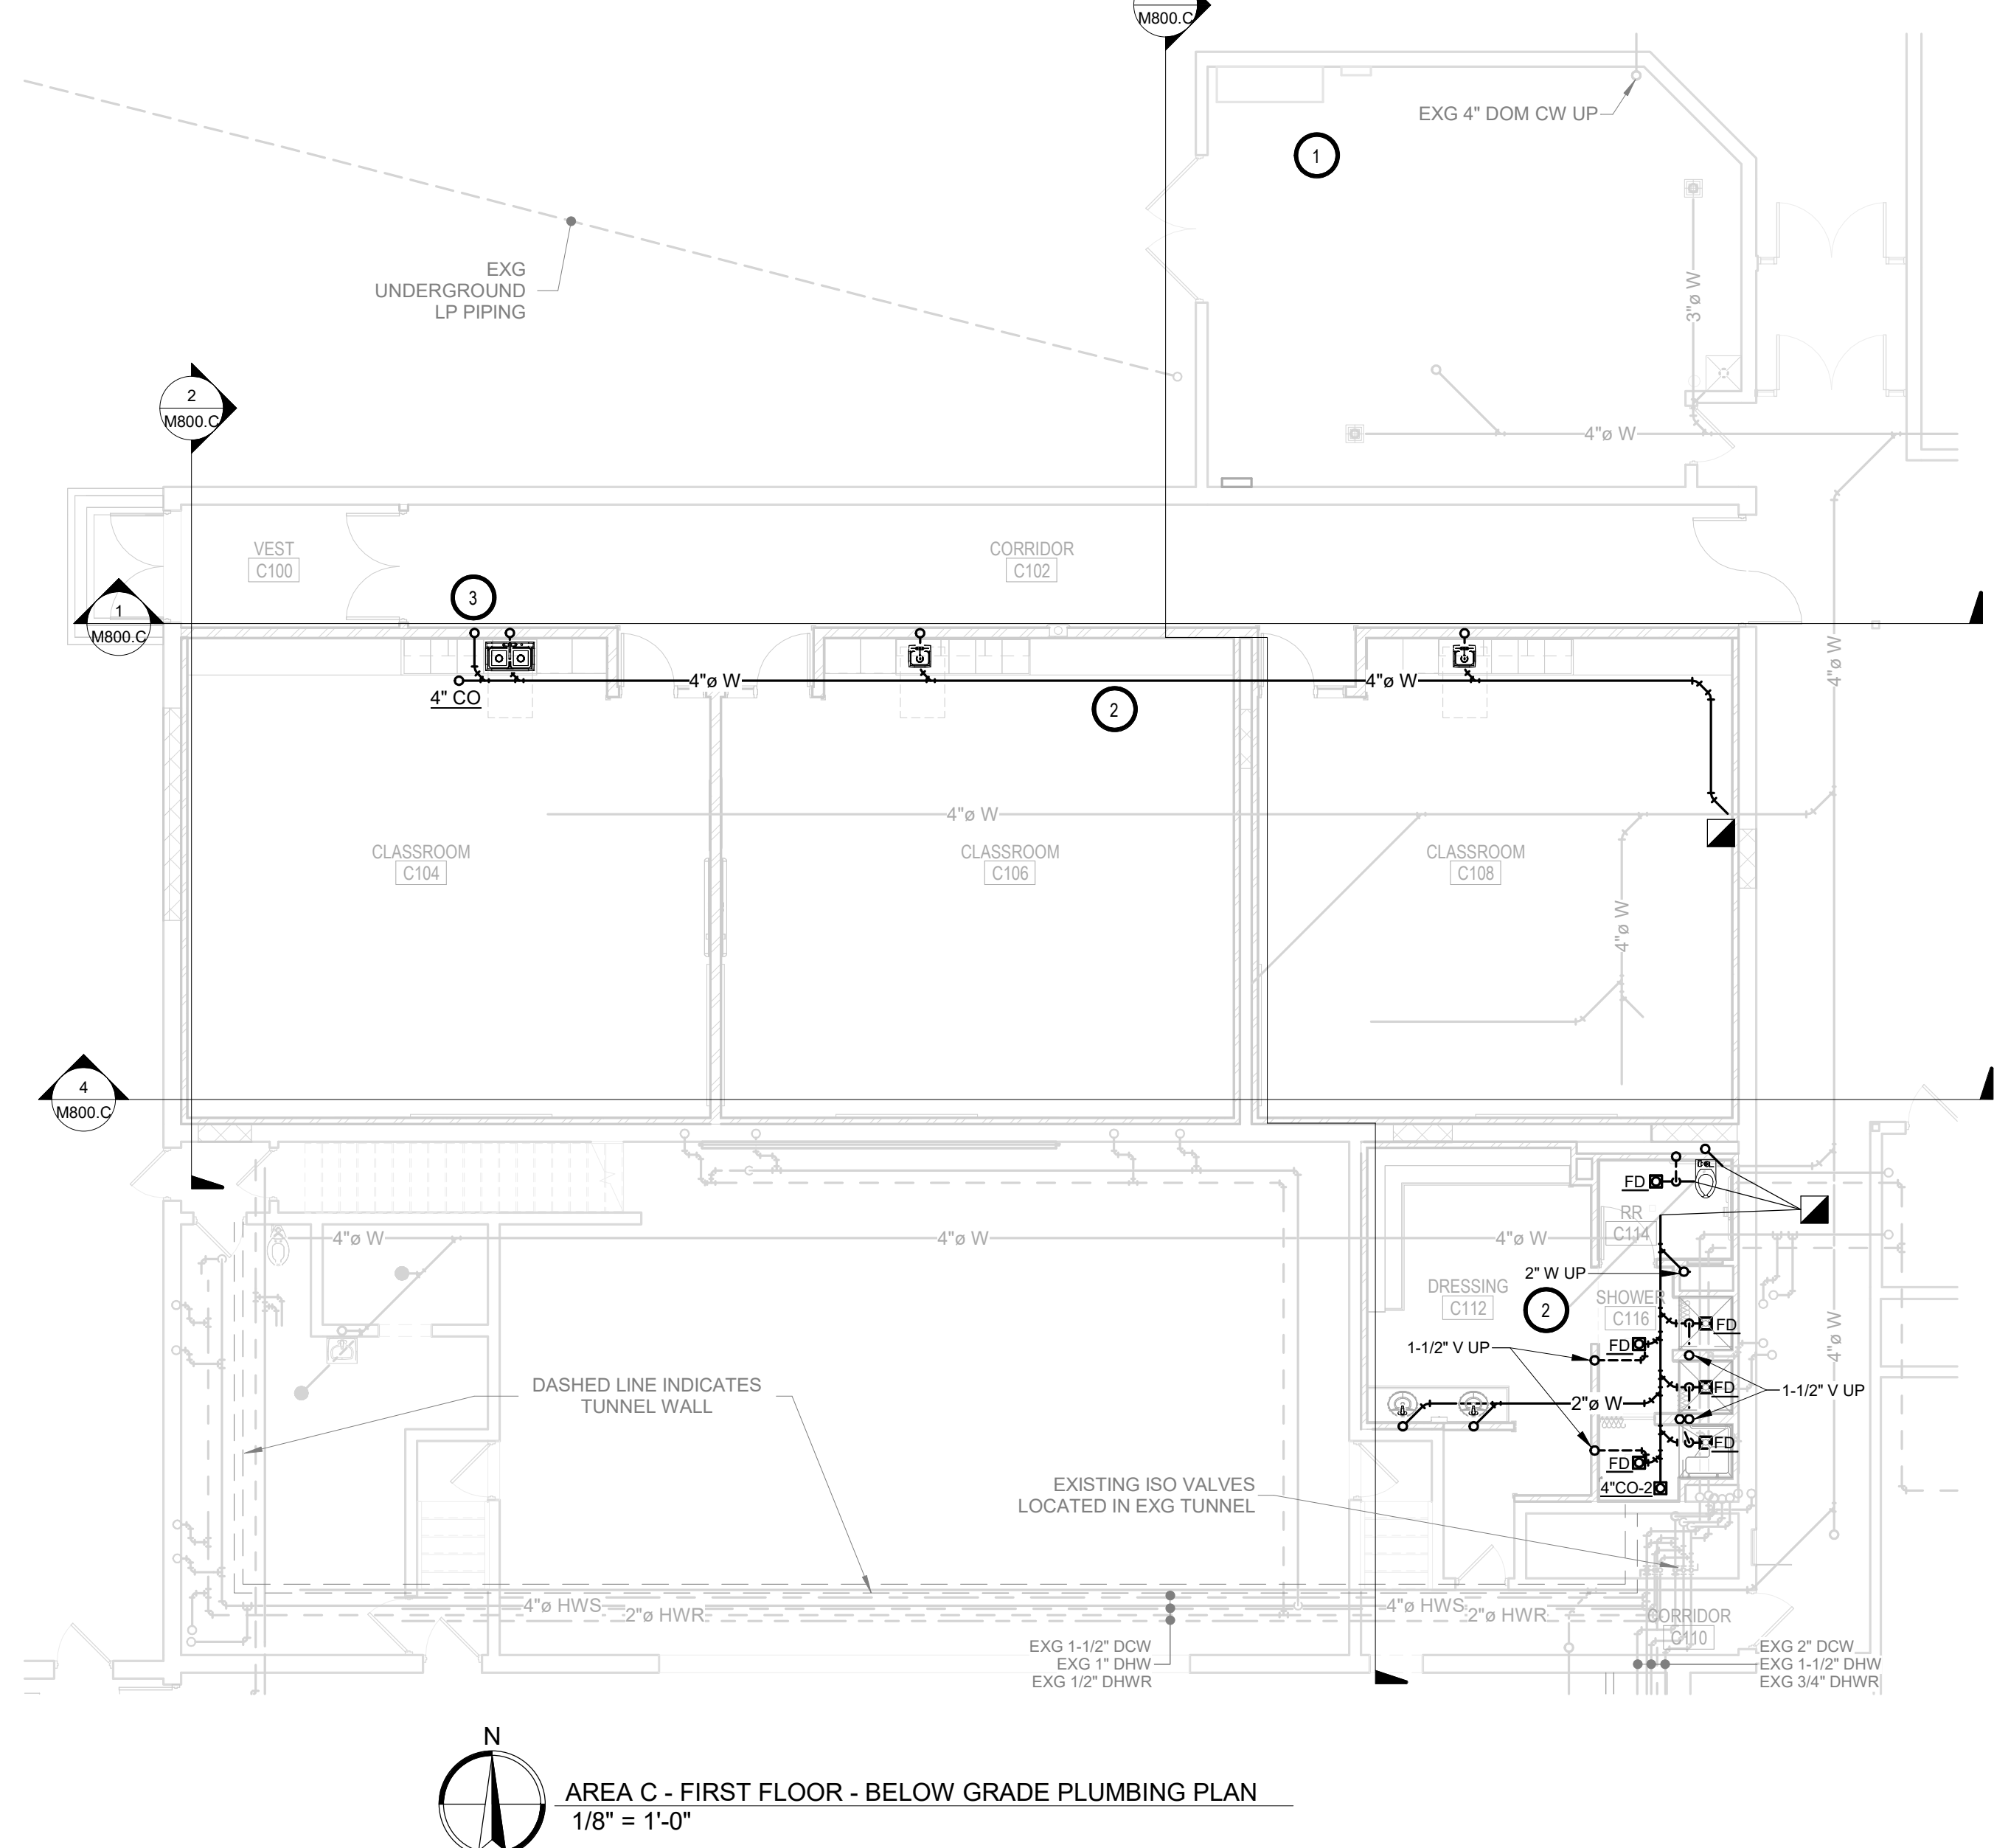 M800.C
EXG 4" DOM CW UP
1
EXG
UNDERGROUND
LP PIPING
3"ø W
2
M800.C
4"ø W
VEST
C100
CORRIDOR
C102
3
1
M800.C
4"ø W
4"ø W
4"ø W
4" CO
2
4"ø W
CLASSROOM
C104
CLASSROOM
C106
CLASSROOM
C108
4"ø W
4
M800.C
FD
RR
C114
4"ø W
4"ø W
4"ø W
2" W UP
DRESSING
C112
2
SHOWER
C116
FD
4"ø W
1-1/2" V UP
FD
DASHED LINE INDICATES
TUNNEL WALL
FD
1-1/2" V UP
2"ø W
FD
FD
EXISTING ISO VALVES
LOCATED IN EXG TUNNEL
4"CO-2
4"ø HWS
2"ø HWR
4"ø HWS
2"ø HWR
CORRIDOR
C110
EXG 1-1/2" DCW
EXG 1" DHW
EXG 1/2" DHWR
EXG 2" DCW
EXG 1-1/2" DHW
EXG 3/4" DHWR
N
AREA C - FIRST FLOOR - BELOW GRADE PLUMBING PLAN
1/8" = 1'-0"